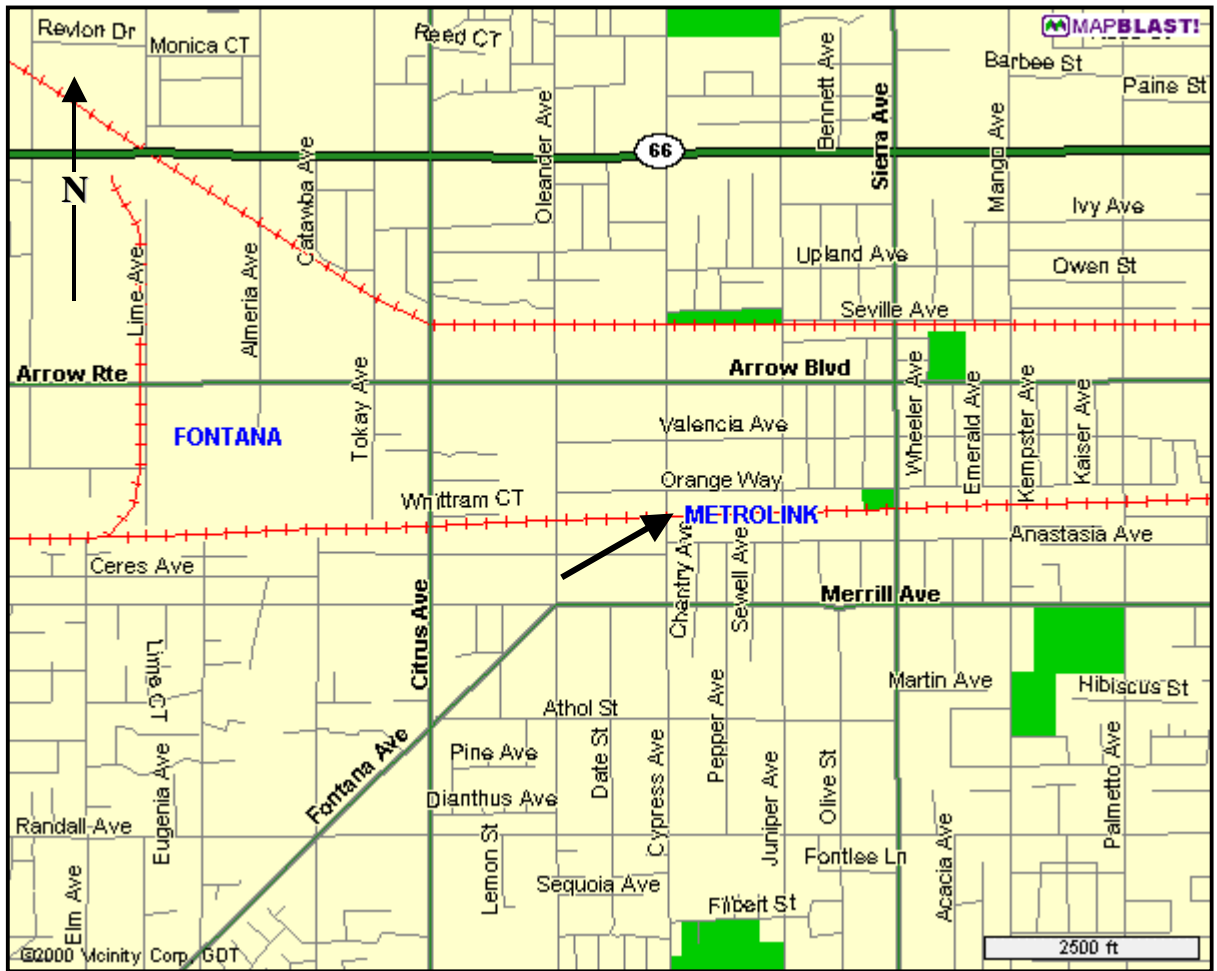 Revlon Dr
Monica CT
Reed CT
MAPBLAST!
Barbee St
Paine St
Bennett Ave
Sierra Ave
Mango Ave
Oleander Ave
Catawba Ave
66
N
Ivy Ave
Upland Ave
Owen St
Lime Ave
Almeria Ave
Seville Ave
Arrow Rte
Arrow Blvd
Tokay Ave
Wheeler Ave
Emerald Ave
Kempster Ave
Kaiser Ave
FONTANA
Valencia Ave
Orange Way
Whittram CT
METROLINK
Anastasia Ave
Ceres Ave
Chantry Ave
Sewell Ave
Merrill Ave
Citrus Ave
Lime CT
Martin Ave
Hibiscus St
Athol St
Pepper Ave
Pine Ave
Date St
Cypress Ave
Juniper Ave
Olive St
Palmetto Ave
Fontana Ave
Dianthus Ave
Eugenia Ave
Randall Ave
Lemon St
Fontlee Ln
Acacia Ave
Sequoia Ave
Elm Ave
Filbert St
©2000 Vicinity Corp, GDT
2500 ft